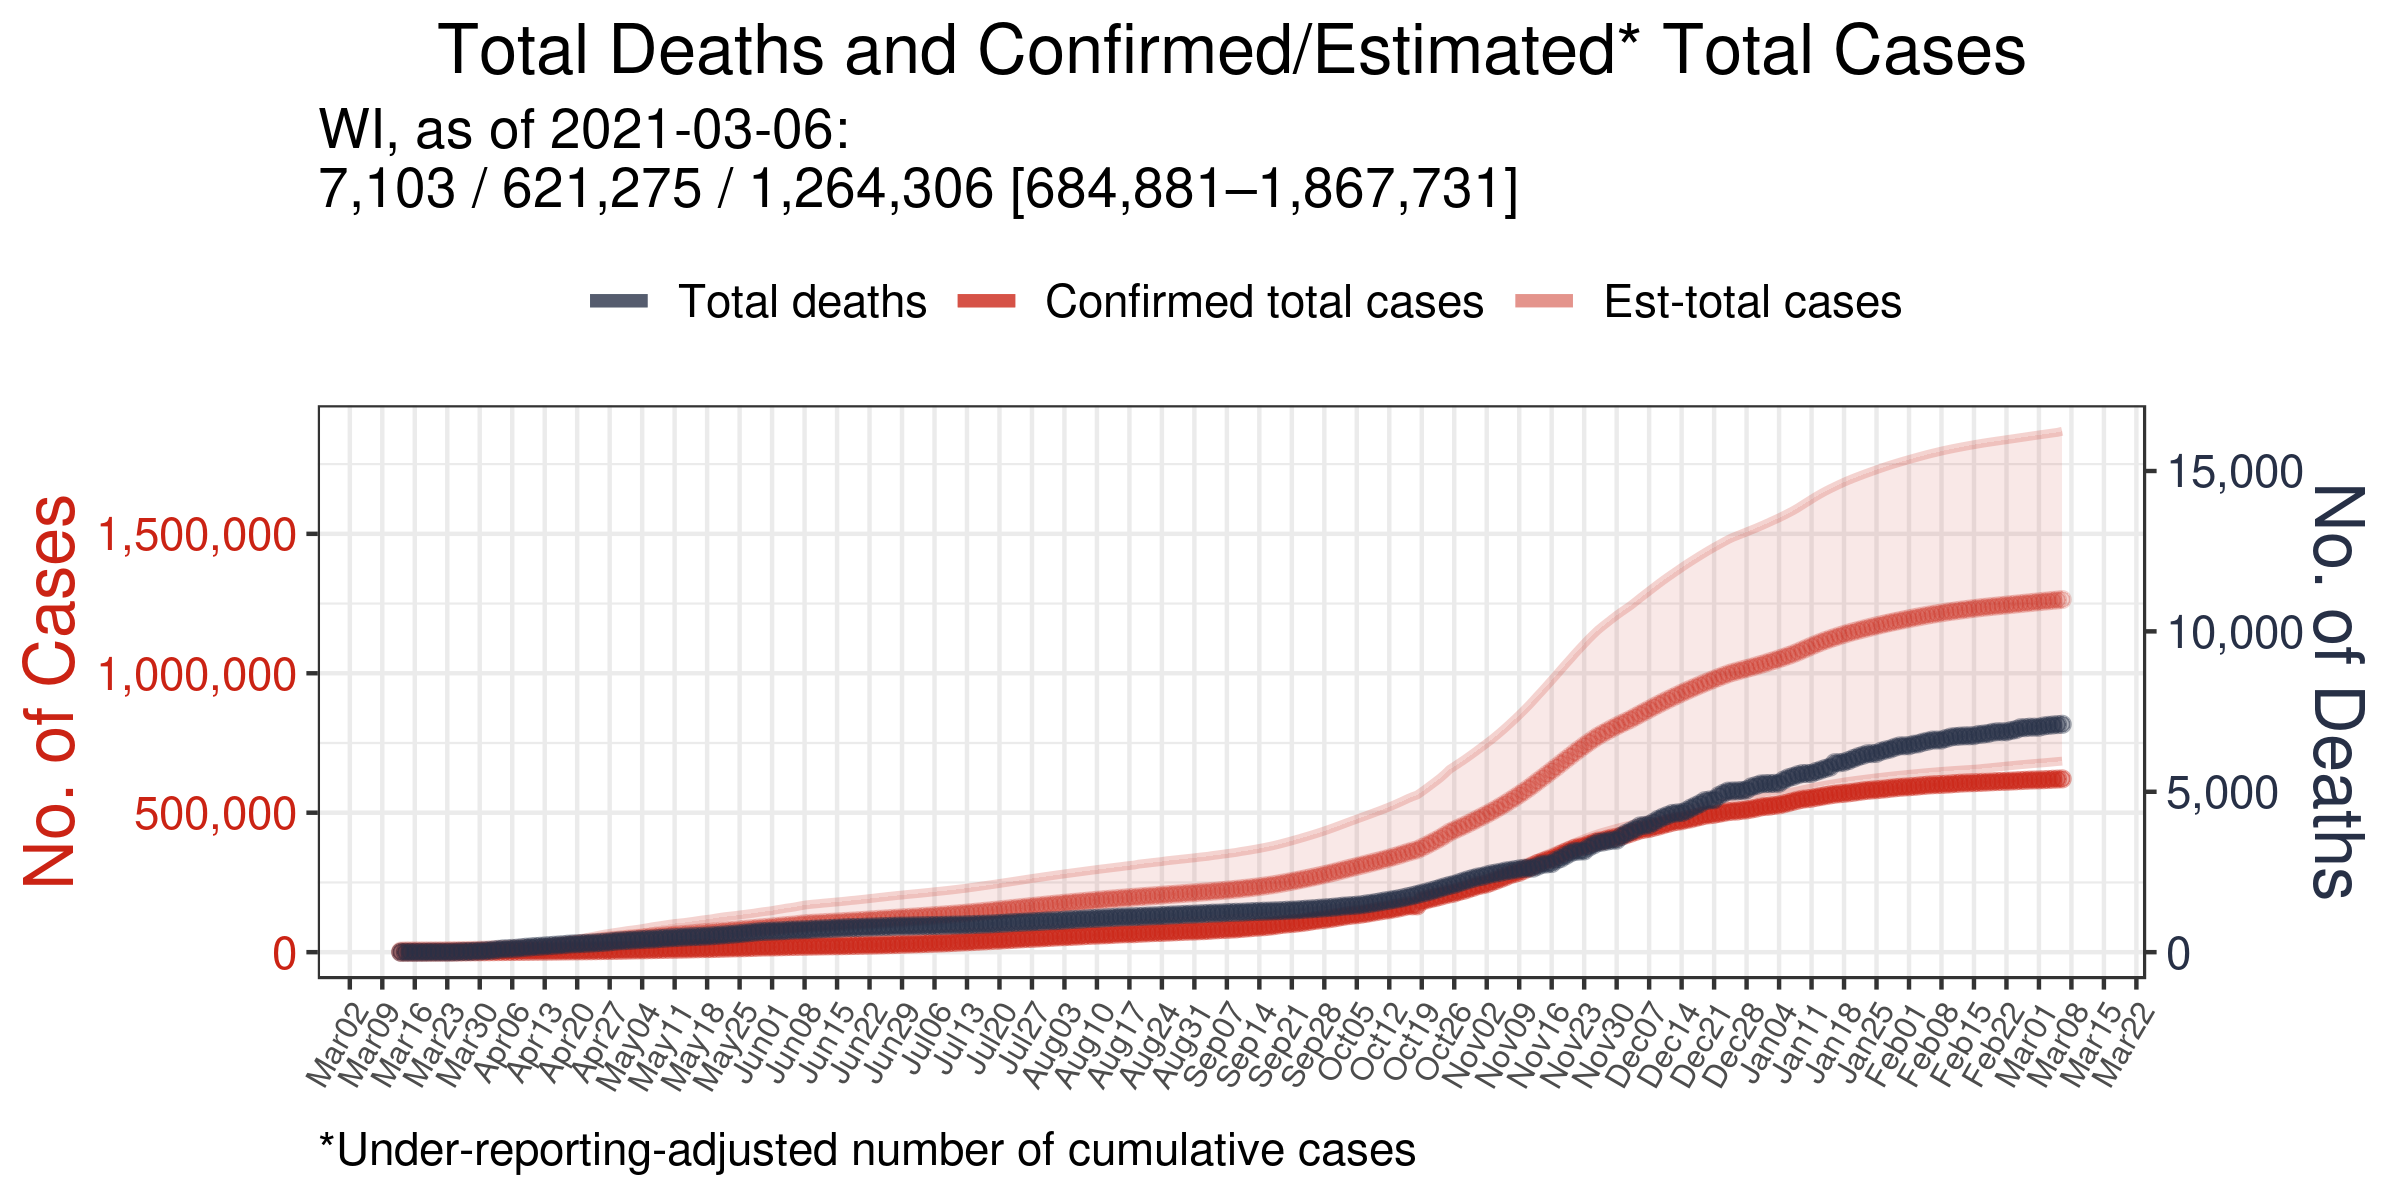 Total Deaths and Confirmed/Estimated* Total Cases
WI, as of 2021-03-06:
7,103 / 621,275 / 1,264,306 [684,881–1,867,731]
Total deaths
Confirmed total cases
Est-total cases
No. of Cases
1,500,000
1,000,000
500,000
0
15,000
10,000
5,000
0
No. of Deaths
Mar02
Mar09
Mar16
Mar23
Mar30
Apr06
Apr13
Apr20
Apr27
May04
May11
May18
May25
Jun01
Jun08
Jun15
Jun22
Jun29
Jul06
Jul13
Jul20
Jul27
Aug03
Aug10
Aug17
Aug24
Aug31
Sep07
Sep14
Sep21
Sep28
Oct05
Oct12
Oct19
Oct26
Nov02
Nov09
Nov16
Nov23
Nov30
Dec07
Dec14
Dec21
Dec28
Jan04
Jan11
Jan18
Jan25
Feb01
Feb08
Feb15
Feb22
Mar01
Mar08
Mar15
Mar22
*Under-reporting-adjusted number of cumulative cases